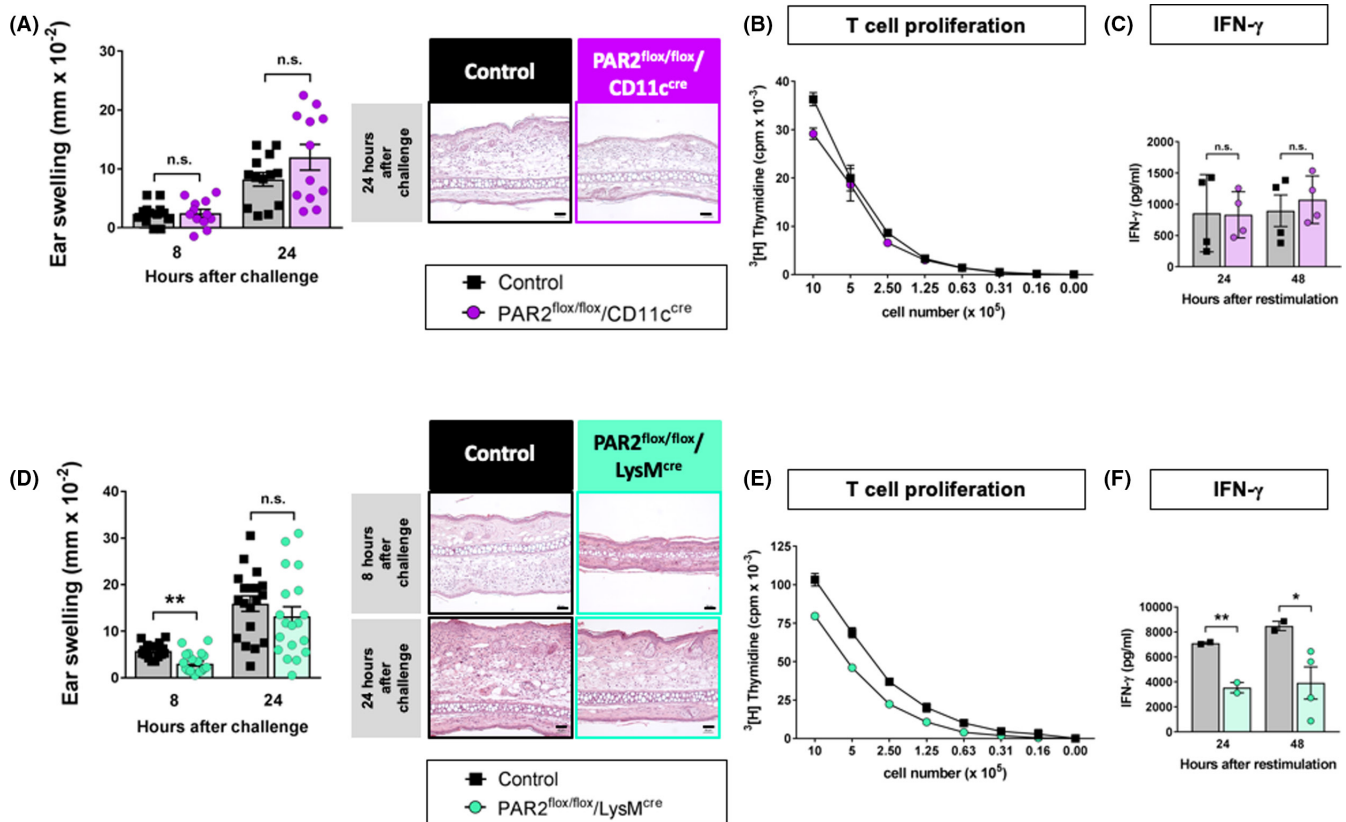 (A)
Ear swelling (mm x 10⁻²)
30
20
10
0
n.s.
n.s.
8
24
Hours after challenge
Control
PAR2flox/flox/
CD11ccre
24 hours
after
challenge
Control
PAR2flox/flox/CD11ccre
(B)
T cell proliferation
³[H] Thymidine (cpm x 10⁻³)
40
30
20
10
0
10 5 2.50 1.25 0.63 0.31 0.16 0.00
cell number (x 10⁵)
(C)
IFN-γ
IFN-γ (pg/ml)
2000
1500
1000
500
0
n.s.
n.s.
24
48
Hours after restimulation
(D)
Ear swelling (mm x 10⁻²)
40
30
20
10
0
**
n.s.
8
24
Hours after challenge
Control
PAR2flox/flox/
LysMcre
8 hours
after
challenge
24 hours
after
challenge
Control
PAR2flox/flox/LysMcre
(E)
T cell proliferation
³[H] Thymidine (cpm x 10⁻³)
125
100
75
50
25
0
10 5 2.50 1.25 0.63 0.31 0.16 0.00
cell number (x 10⁵)
(F)
IFN-γ
IFN-γ (pg/ml)
10000
8000
6000
4000
2000
0
**
*
24
48
Hours after restimulation